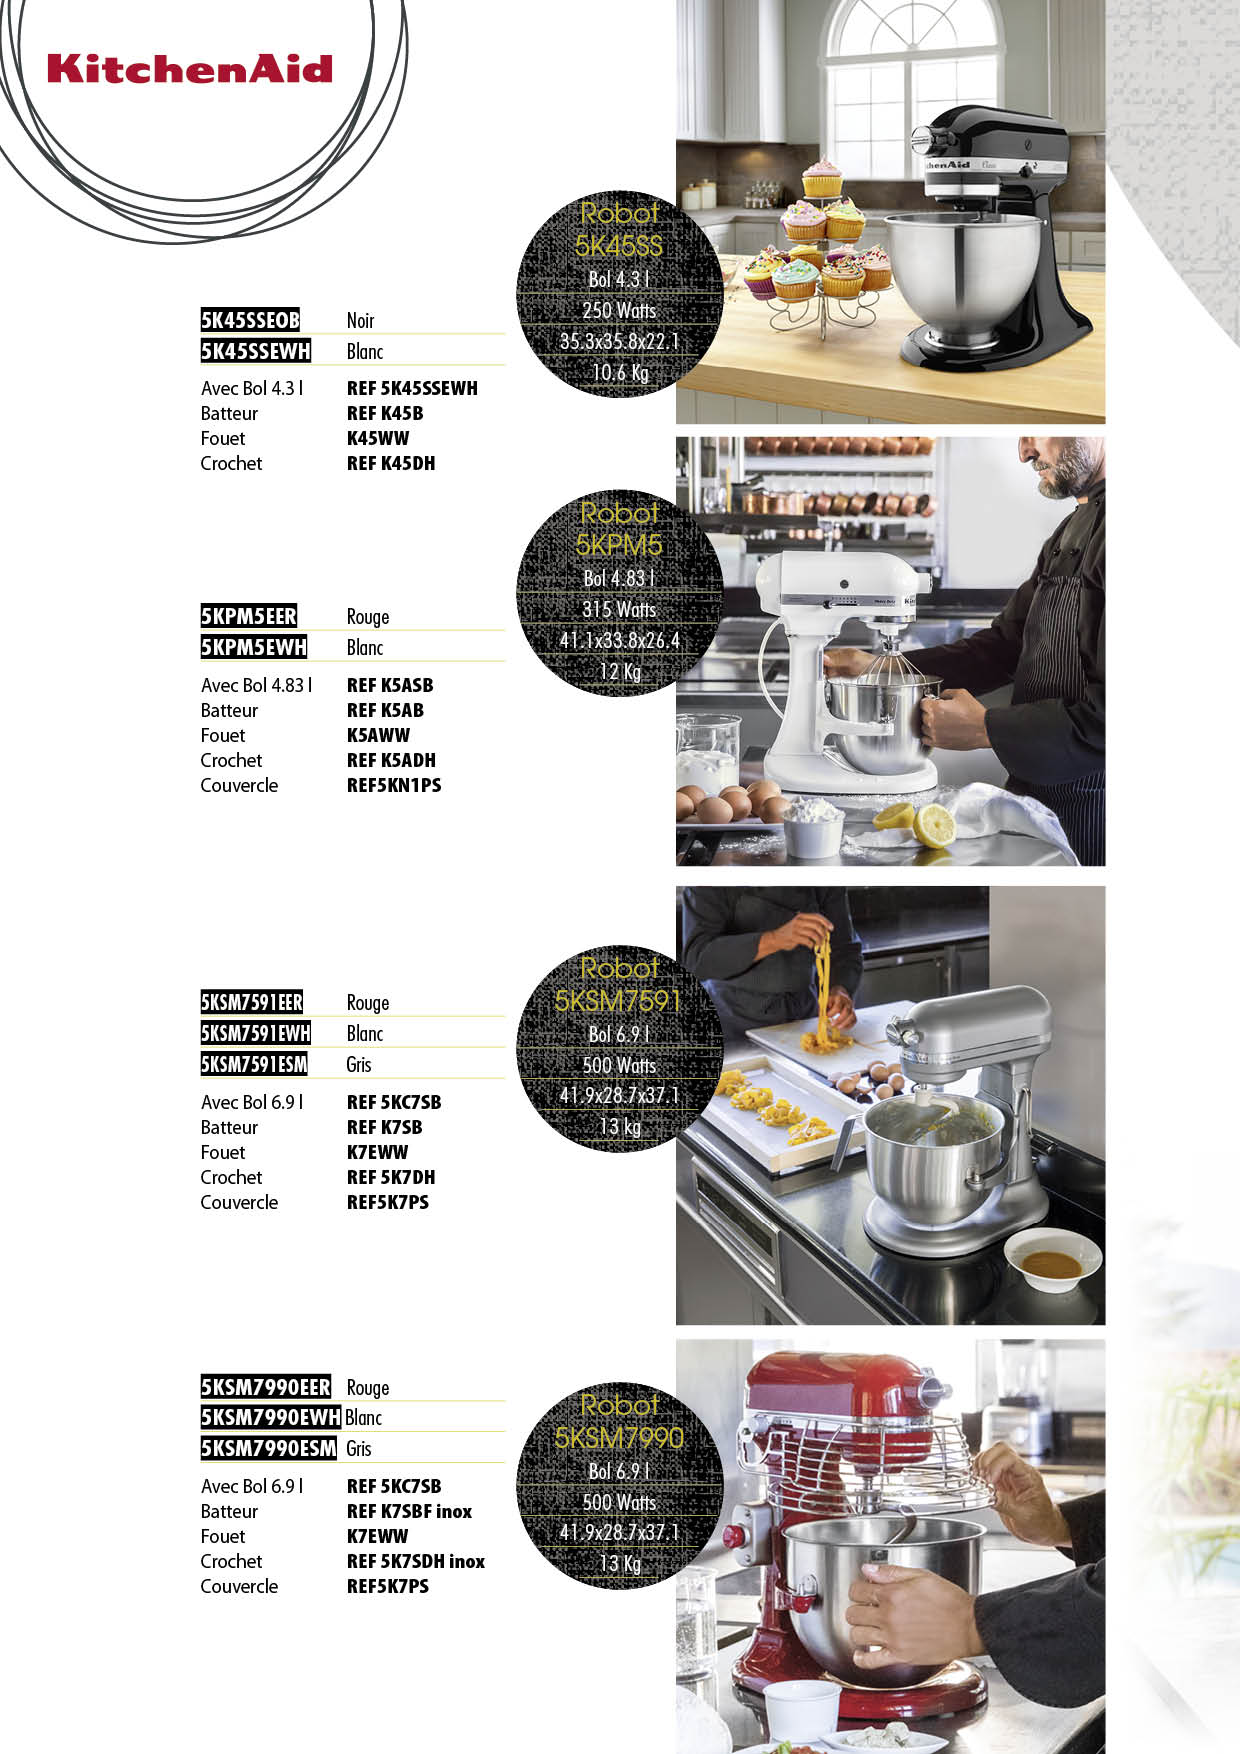 KitchenAid
Robot
5K45SS
Bol 4.3 l
250 Watts
35.3x35.8x22.1
10.6 Kg
5K45SSEOB Noir
5K45SSEWH Blanc
Avec Bol 4.3 l REF 5K45SSEWH
Batteur REF K45B
Fouet K45WW
Crochet REF K45DH
Robot
5KPM5
Bol 4.83 l
315 Watts
41.1x33.8x26.4
12 Kg
5KPM5EER Rouge
5KPM5EWH Blanc
Avec Bol 4.83 l REF K5ASB
Batteur REF K5AB
Fouet K5AWW
Crochet REF K5ADH
Couvercle REF5KN1PS
Robot
5KSM7591
Bol 6.9 l
500 Watts
41.9x28.7x37.1
13 kg
5KSM7591EER Rouge
5KSM7591EWH Blanc
5KSM7591ESM Gris
Avec Bol 6.9 l REF 5KC7SB
Batteur REF K7SB
Fouet K7EWW
Crochet REF 5K7DH
Couvercle REF5K7PS
Robot
5KSM7990
Bol 6.9 l
500 Watts
41.9x28.7x37.1
13 Kg
5KSM7990EER Rouge
5KSM7990EWH Blanc
5KSM7990ESM Gris
Avec Bol 6.9 l REF 5KC7SB
Batteur REF K7SBF inox
Fouet K7EWW
Crochet REF 5K7SDH inox
Couvercle REF5K7PS